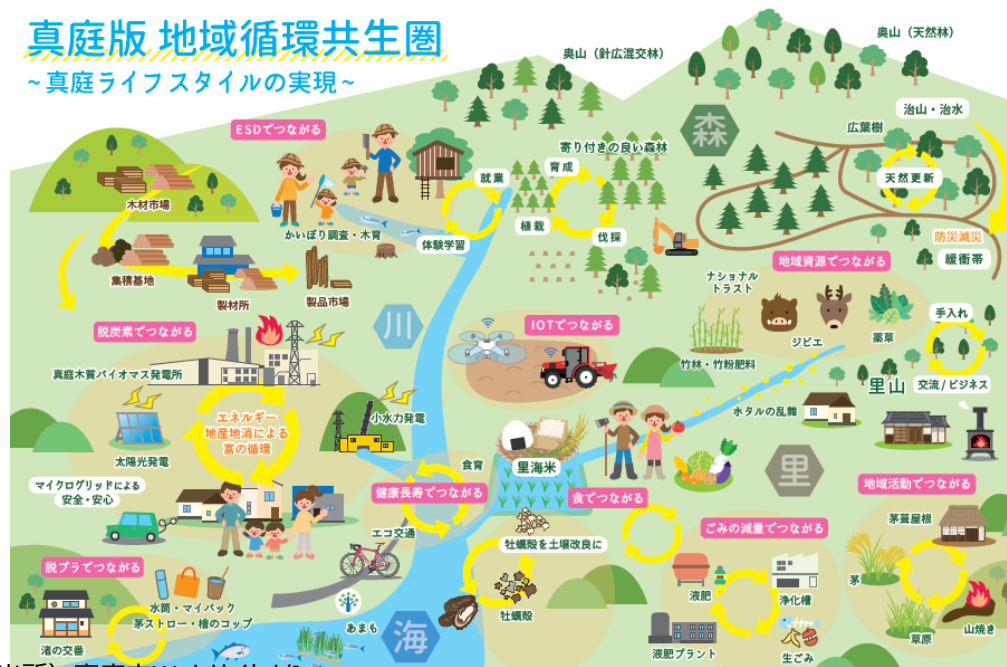 真庭版 地域循環共生圏
~真庭ライフスタイルの実現~
奥山（針広混交林）
奥山（天然林）
森
治山・治水
広葉樹
天然更新
防災減災
緩衝帯
ESDでつながる
寄り付きの良い森林
育成
植栽
伐採
就業
体験学習
かいぼり調査・木育
木材市場
集積基地
製材所
製品市場
川
IOTでつながる
地域資源でつながる
ナショナル
トラスト
竹林・竹粉肥料
ジビエ
薬草
手入れ
交流/ビジネス
里山
ホタルの乱舞
里
脱炭素でつながる
真庭木質バイオマス発電所
エネルギー
地産地消による
富の循環
太陽光発電
小水力発電
マイクログリッドによる
安全・安心
食育
健康長寿でつながる
エコ交通
里海米
食でつながる
牡蠣殻を土壌改良に
牡蠣殻
ごみの減量でつながる
液肥
浄化槽
液肥プラント
生ごみ
地域活動でつながる
茅葺屋根
茅
草原
山焼き
脱プラでつながる
水筒・マイバック
茅ストロー・檜のコップ
渚の交番
あまも
海